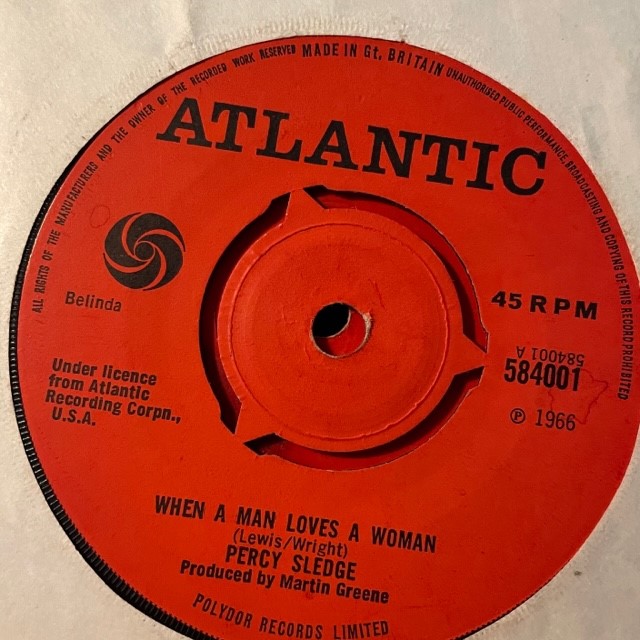 ALL RIGHTS OF THE MANUFACTURERS AND THE OWNER OF THE RECORDED WORK RESERVED MADE IN Gt. BRITAIN UNAUTHORISED PUBLIC PERFORMANCE, BROADCASTING AND COPYING OF THIS RECORD PROHIBITED
ATLANTIC
Belinda
45 RPM
584001 A
584001
Ⓟ 1966
Under licence
from Atlantic
Recording Corpn.,
U.S.A.
WHEN A MAN LOVES A WOMAN
(Lewis/Wright)
PERCY SLEDGE
Produced by Martin Greene
POLYDOR RECORDS LIMITED